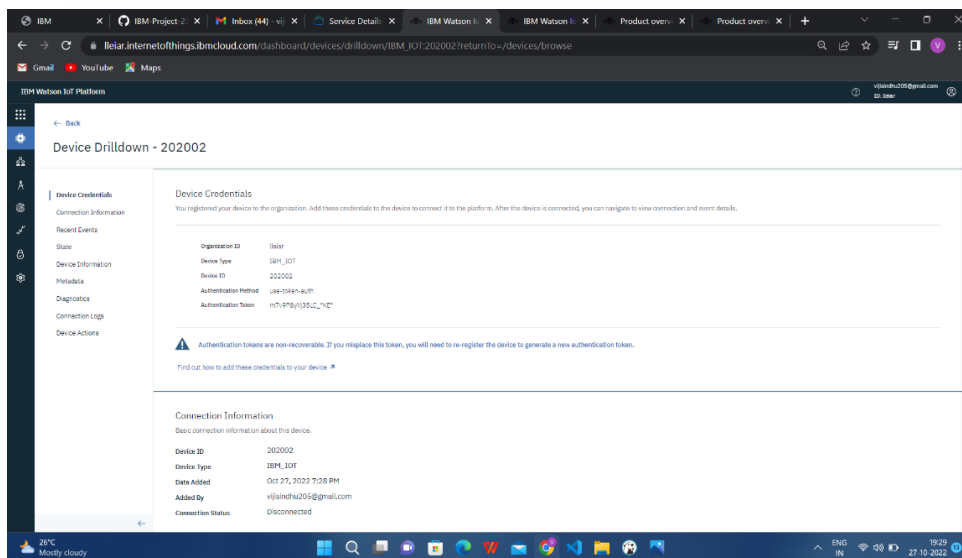 IBM
IBM-Project-2
Inbox (44) - vij
Service Details
IBM Watson Io
IBM Watson Io
Product overvi
Product overvi
lleiar.internetofthings.ibmcloud.com/dashboard/devices/drilldown/IBM_IOT:202002?returnTo=/devices/browse
V
Gmail
YouTube
Maps
IBM Watson IoT Platform
vijisindhu205@gmail.com
ID:
Back
Device Drilldown - 202002
Device Credentials
Connection Information
Recent Events
State
Device Information
Metadata
Diagnostics
Connection Logs
Device Actions
Device Credentials
You registered your device to the organization. Add these credentials to the device to connect it to the platform. After the device is connected, you can navigate to view connection and event details.
Organization ID
Device Type IBM_IOT
Device ID 202002
Authentication Method use-token-auth
Authentication Token
Authentication tokens are non-recoverable. If you misplace this token, you will need to re-register the device to generate a new authentication token.
Find out how to add these credentials to your device
Connection Information
Basic connection information about this device.
Device ID 202002
Device Type IBM_IOT
Date Added Oct 27, 2022 7:28 PM
Added By vijisindhu205@gmail.com
Connection Status Disconnected
26°C
Mostly cloudy
ENG
IN
19:29
27-10-2022